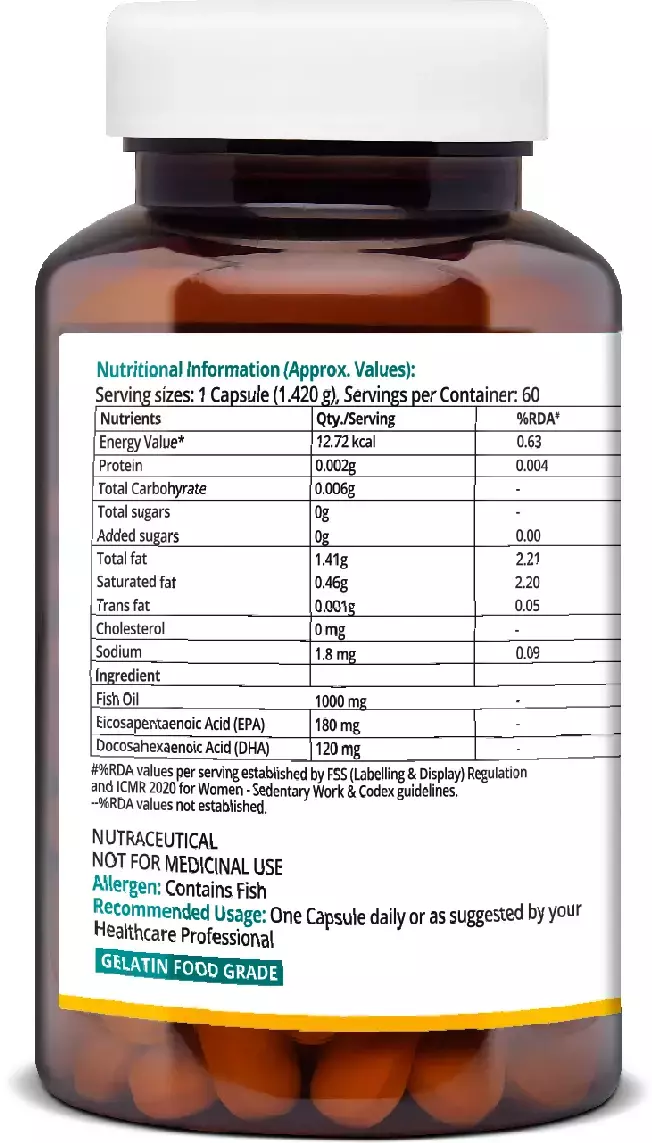 Nutritional Information (Approx. Values):
Serving sizes: 1 Capsule (1.420 g), Servings per Container: 60
Nutrients Qty./Serving %RDA#
Energy Value* 12.72 kcal 0.63
Protein 0.002g 0.004
Total Carbohyrate 0.006g -
Total sugars 0g -
Added sugars 0g 0.00
Total fat 1.41g 2.21
Saturated fat 0.46g 2.20
Trans fat 0.001g 0.05
Cholesterol 0 mg -
Sodium 1.8 mg 0.09
Ingredient
Fish Oil 1000 mg -
Eicosapentaenoic Acid (EPA) 180 mg -
Docosahexaenoic Acid (DHA) 120 mg -
#%RDA values per serving established by FSS (Labelling & Display) Regulation
and ICMR 2020 for Women - Sedentary Work & Codex guidelines.
--%RDA values not established.
NUTRACEUTICAL
NOT FOR MEDICINAL USE
Allergen: Contains Fish
Recommended Usage: One Capsule daily or as suggested by your
Healthcare Professional
GELATIN FOOD GRADE